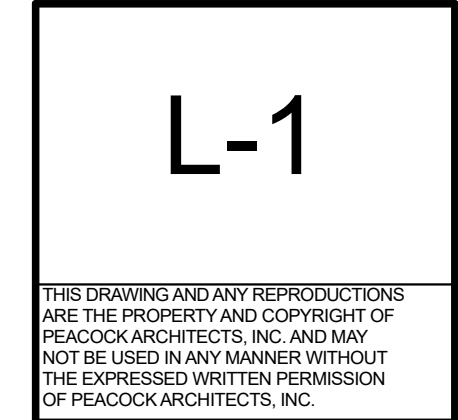 L-1
THIS DRAWING AND ANY REPRODUCTIONS
ARE THE PROPERTY AND COPYRIGHT OF
PEACOCK ARCHITECTS, INC. AND MAY
NOT BE USED IN ANY MANNER WITHOUT
THE EXPRESSED WRITTEN PERMISSION
OF PEACOCK ARCHITECTS, INC.